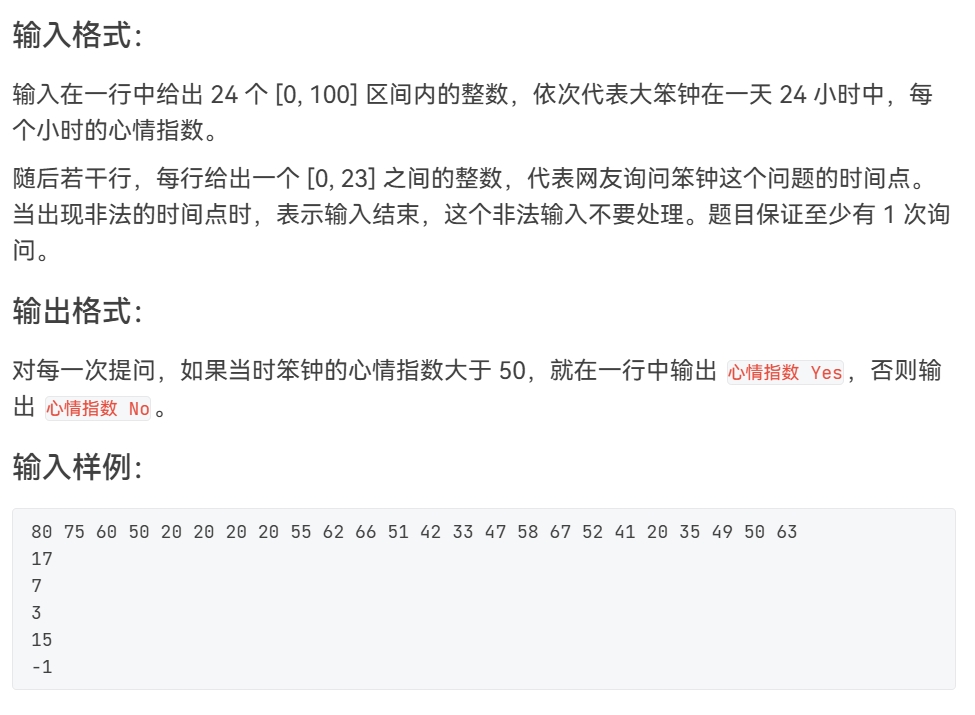 输入格式：
输入在一行中给出 24 个 [0, 100] 区间内的整数，依次代表大笨钟在一天 24 小时中，每
个小时的心情指数。
随后若干行，每行给出一个 [0, 23] 之间的整数，代表网友询问笨钟这个问题的时间点。
当出现非法的时间点时，表示输入结束，这个非法输入不要处理。题目保证至少有 1 次询
问。
输出格式：
对每一次提问，如果当时笨钟的心情指数大于 50，就在一行中输出 心情指数 Yes，否则输
出 心情指数 No。
输入样例：
80 75 60 50 20 20 20 20 55 62 66 51 42 33 47 58 67 52 41 20 35 49 50 63
17
7
3
15
-1